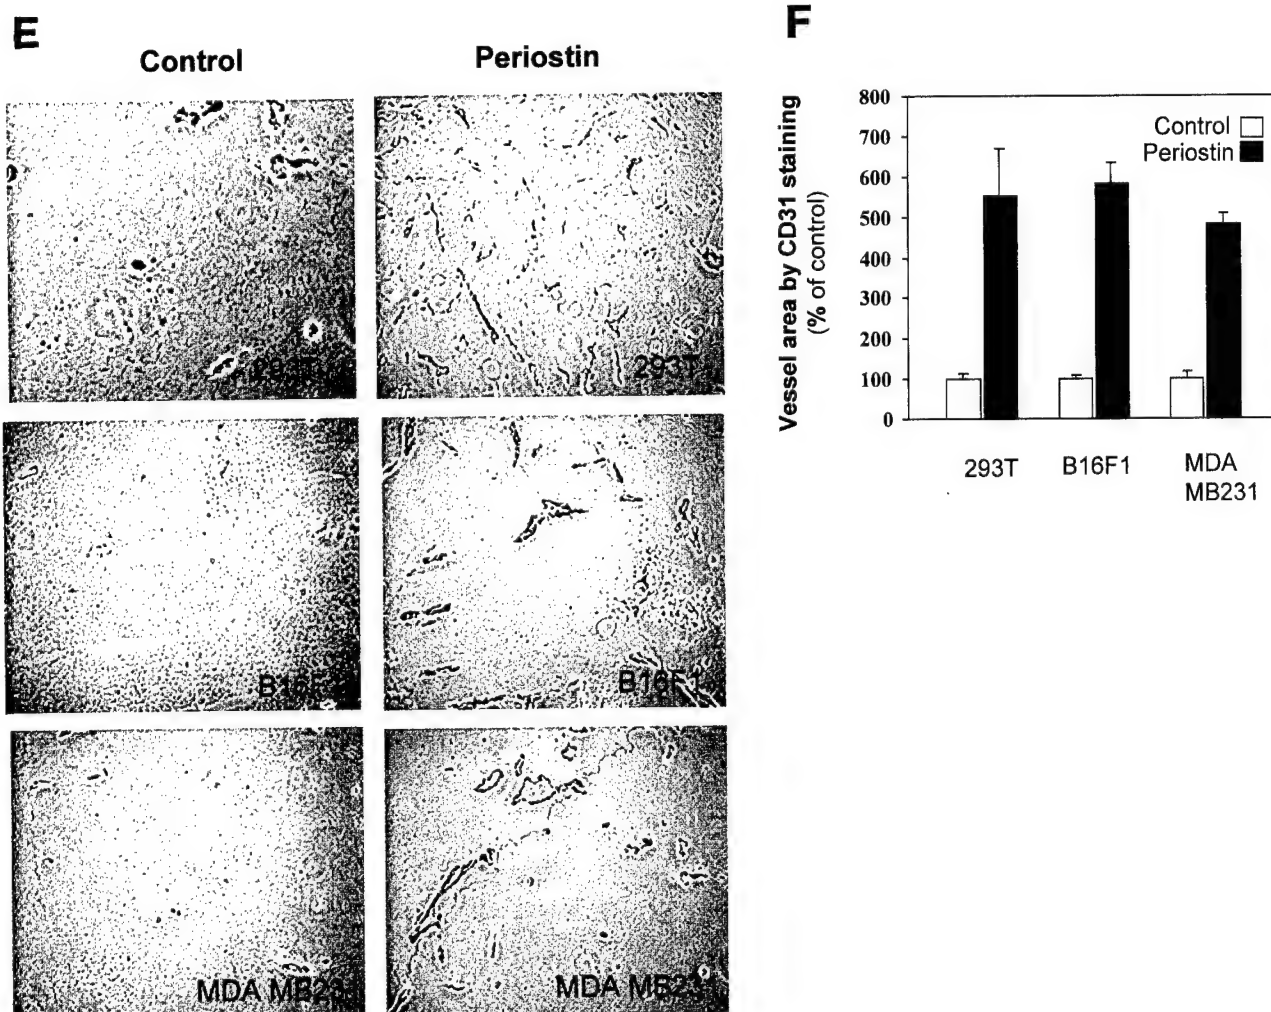 E
Control
Periostin
293T
B16F1
MDA MB231
F
Vessel area by CD31 staining
(% of control)
800
700
600
500
400
300
200
100
0
Control
Periostin
293T
B16F1
MDA
MB231